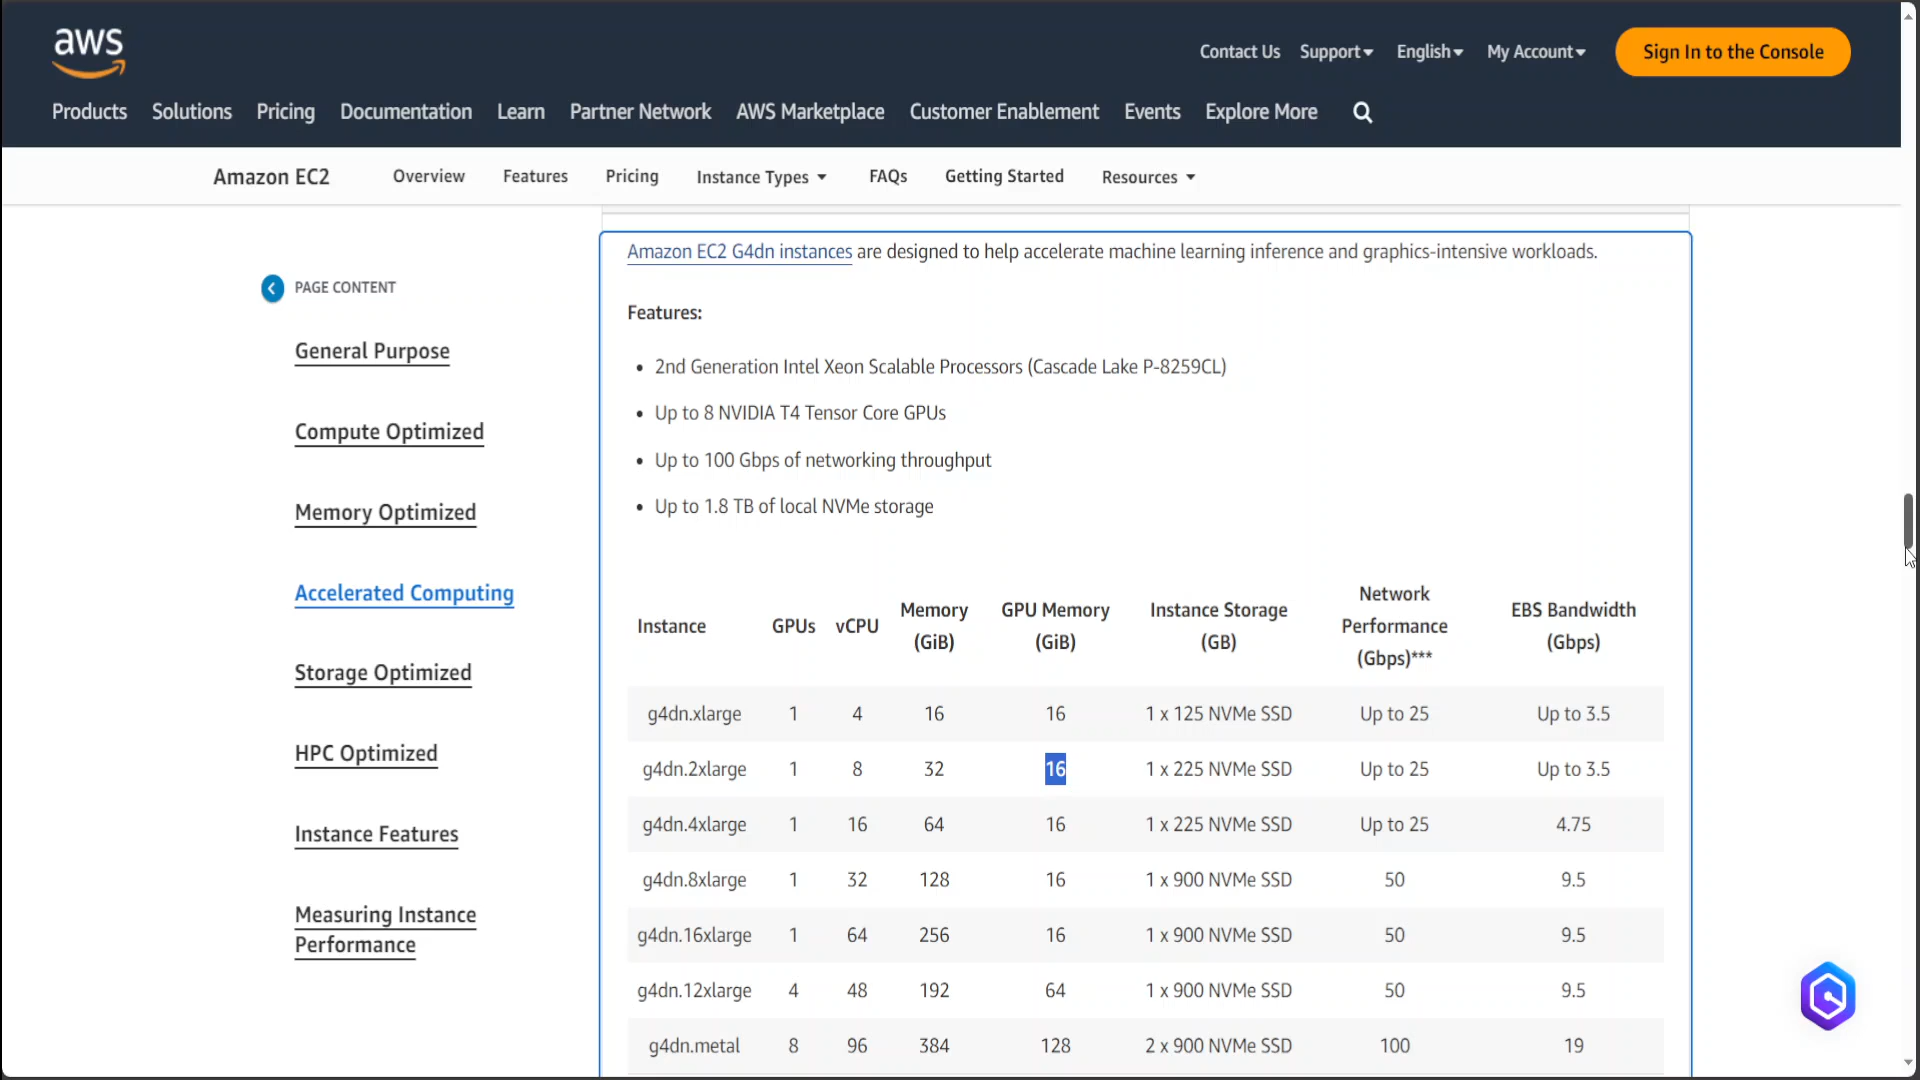 aws
Contact Us Support English My Account Sign In to the Console
Products Solutions Pricing Documentation Learn Partner Network AWS Marketplace Customer Enablement Events Explore More
Amazon EC2 Overview Features Pricing Instance Types FAQs Getting Started Resources
PAGE CONTENT
General Purpose
Compute Optimized
Memory Optimized
Accelerated Computing
Storage Optimized
HPC Optimized
Instance Features
Measuring Instance
Performance
Amazon EC2 G4dn instances are designed to help accelerate machine learning inference and graphics-intensive workloads.
Features:
• 2nd Generation Intel Xeon Scalable Processors (Cascade Lake P-8259CL)
• Up to 8 NVIDIA T4 Tensor Core GPUs
• Up to 100 Gbps of networking throughput
• Up to 1.8 TB of local NVMe storage
Instance GPUs vCPU Memory (GiB) GPU Memory (GiB) Instance Storage (GB) Network Performance (Gbps)*** EBS Bandwidth (Gbps)
g4dn.xlarge 1 4 16 16 1 x 125 NVMe SSD Up to 25 Up to 3.5
g4dn.2xlarge 1 8 32 16 1 x 225 NVMe SSD Up to 25 Up to 3.5
g4dn.4xlarge 1 16 64 16 1 x 225 NVMe SSD Up to 25 4.75
g4dn.8xlarge 1 32 128 16 1 x 900 NVMe SSD 50 9.5
g4dn.16xlarge 1 64 256 16 1 x 900 NVMe SSD 50 9.5
g4dn.12xlarge 4 48 192 64 1 x 900 NVMe SSD 50 9.5
g4dn.metal 8 96 384 128 2 x 900 NVMe SSD 100 19